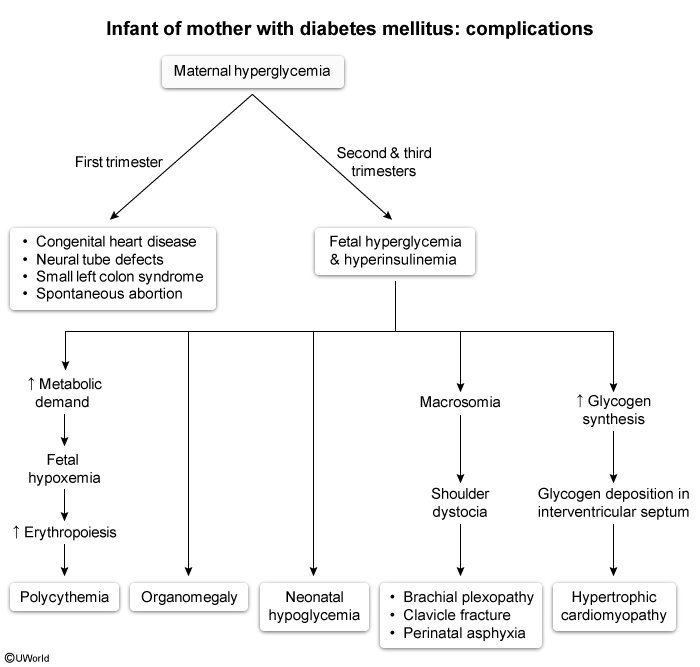 Infant of mother with diabetes mellitus: complications
Maternal hyperglycemia
First trimester
Second & third
trimesters
• Congenital heart disease
• Neural tube defects
• Small left colon syndrome
• Spontaneous abortion
Fetal hyperglycemia
& hyperinsulinemia
↑ Metabolic
demand
Fetal
hypoxemia
↑ Erythropoiesis
Polycythemia
Organomegaly
Neonatal
hypoglycemia
Macrosomia
Shoulder
dystocia
• Brachial plexopathy
• Clavicle fracture
• Perinatal asphyxia
↑ Glycogen
synthesis
Glycogen deposition in
interventricular septum
Hypertrophic
cardiomyopathy
©UWorld